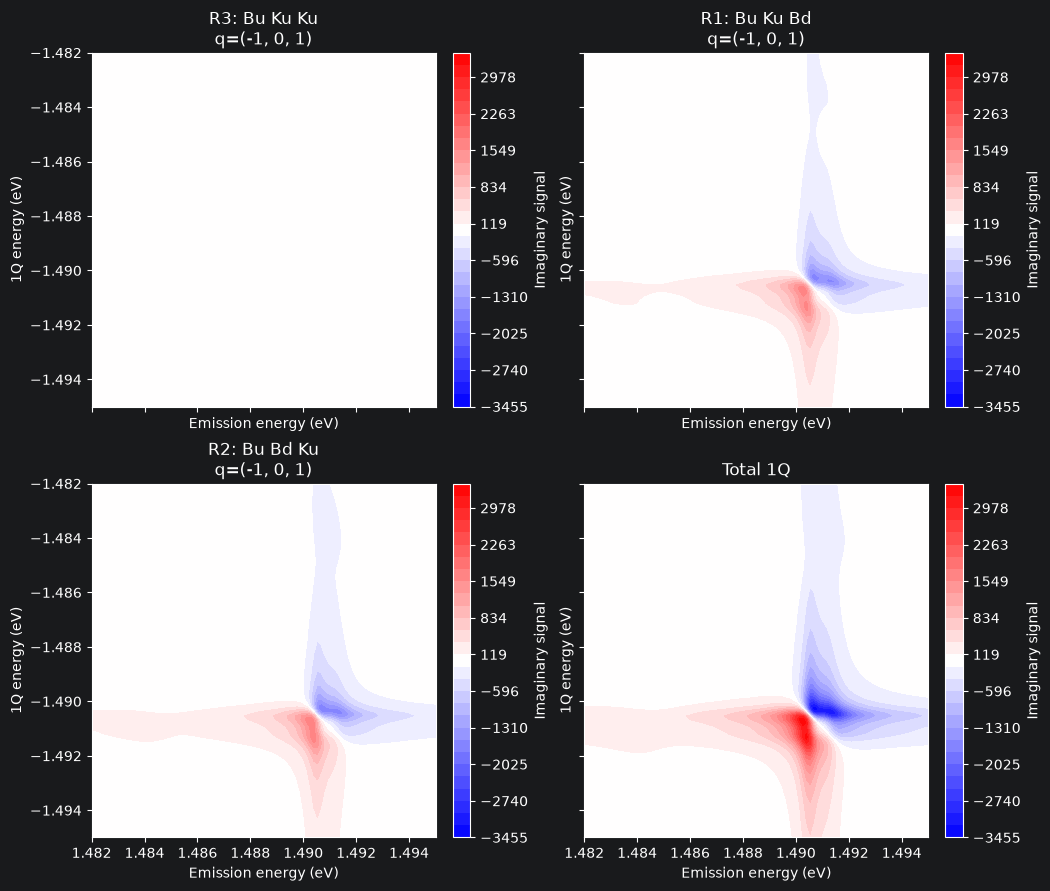 R3: Bu Ku Ku
q=(-1, 0, 1)
−1.482
−1.484
−1.486
−1.488
−1.490
−1.492
−1.494
1Q energy (eV)
Emission energy (eV)
2978
2263
1549
834
119
−596
−1310
−2025
−2740
−3455
Imaginary signal
R1: Bu Ku Bd
q=(-1, 0, 1)
1Q energy (eV)
Emission energy (eV)
2978
2263
1549
834
119
−596
−1310
−2025
−2740
−3455
Imaginary signal
R2: Bu Bd Ku
q=(-1, 0, 1)
−1.482
−1.484
−1.486
−1.488
−1.490
−1.492
−1.494
1Q energy (eV)
1.482 1.484 1.486 1.488 1.490 1.492 1.494
Emission energy (eV)
2978
2263
1549
834
119
−596
−1310
−2025
−2740
−3455
Imaginary signal
Total 1Q
1Q energy (eV)
1.482 1.484 1.486 1.488 1.490 1.492 1.494
Emission energy (eV)
2978
2263
1549
834
119
−596
−1310
−2025
−2740
−3455
Imaginary signal